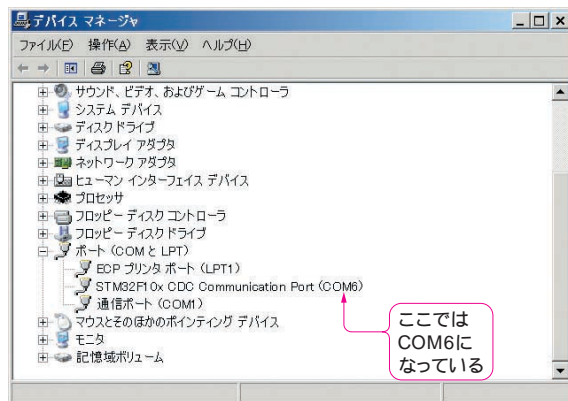 デバイス マネージャ
ファイル(F) 操作(A) 表示(V) ヘルプ(H)
サウンド、ビデオ、およびゲーム コントローラ
システム デバイス
ディスク ドライブ
ディスプレイ アダプタ
ネットワーク アダプタ
ヒューマン インターフェイス デバイス
プロセッサ
フロッピー ディスク コントローラ
フロッピー ディスク ドライブ
ポート (COM と LPT)
ECP プリンタ ポート (LPT1)
STM32F10x CDC Communication Port (COM6)
通信ポート (COM1)
マウスとそのほかのポインティング デバイス
モニタ
記憶域ボリューム
ここでは
COM6に
なっている